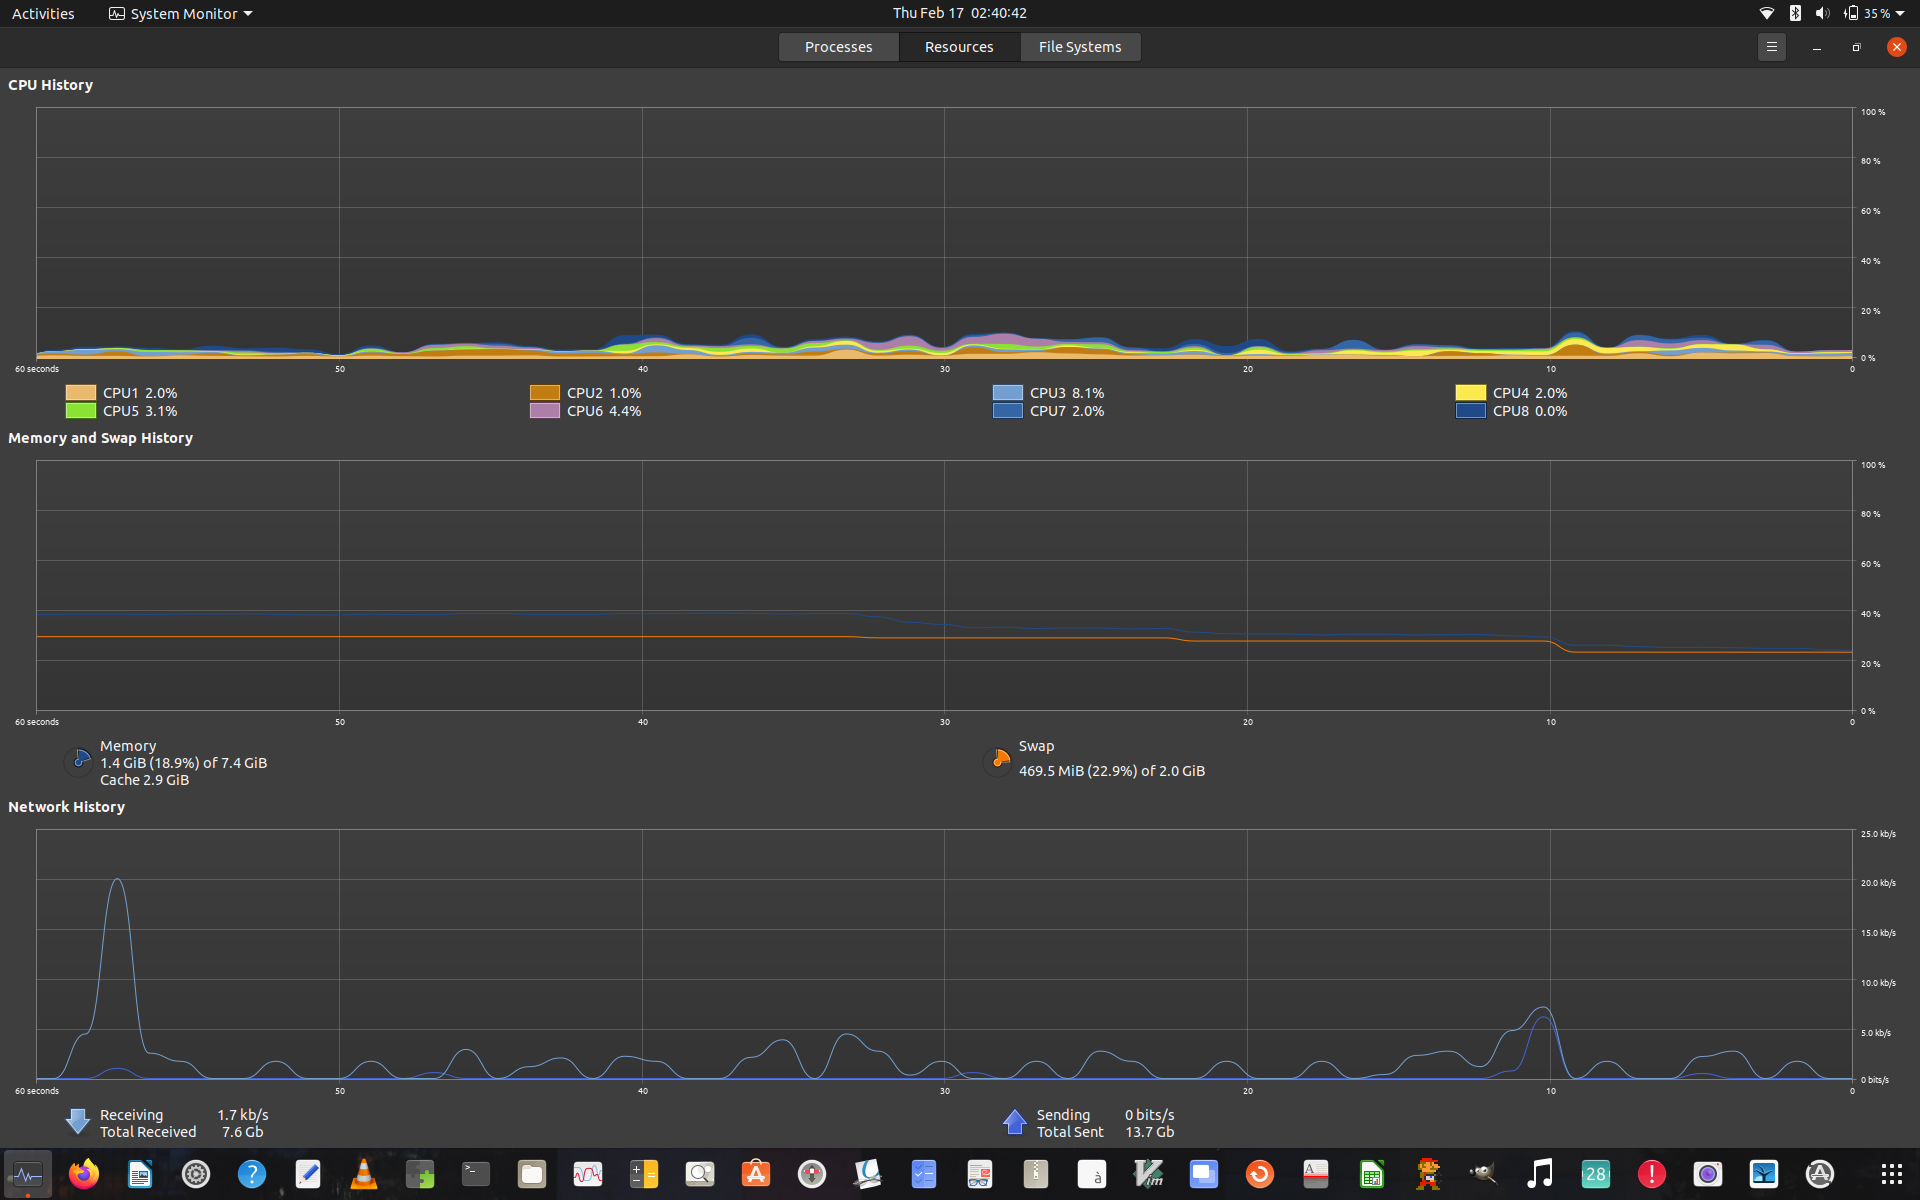 Activities System Monitor Thu Feb 17 02:40:42 35 %
Processes Resources File Systems
CPU History
100 %
80 %
60 %
40 %
20 %
0 %
60 seconds 50 40 30 20 10 0
CPU1 2.0% CPU2 1.0% CPU3 8.1% CPU4 2.0%
CPU5 3.1% CPU6 4.4% CPU7 2.0% CPU8 0.0%
Memory and Swap History
100 %
80 %
60 %
40 %
20 %
0 %
60 seconds 50 40 30 20 10 0
Memory
1.4 GiB (18.9%) of 7.4 GiB
Cache 2.9 GiB
Swap
469.5 MiB (22.9%) of 2.0 GiB
Network History
25.0 kb/s
20.0 kb/s
15.0 kb/s
10.0 kb/s
5.0 kb/s
0 bits/s
60 seconds 50 40 30 20 10 0
Receiving 1.7 kb/s
Total Received 7.6 Gb
Sending 0 bits/s
Total Sent 13.7 Gb
? >_ à Vim A 28 !